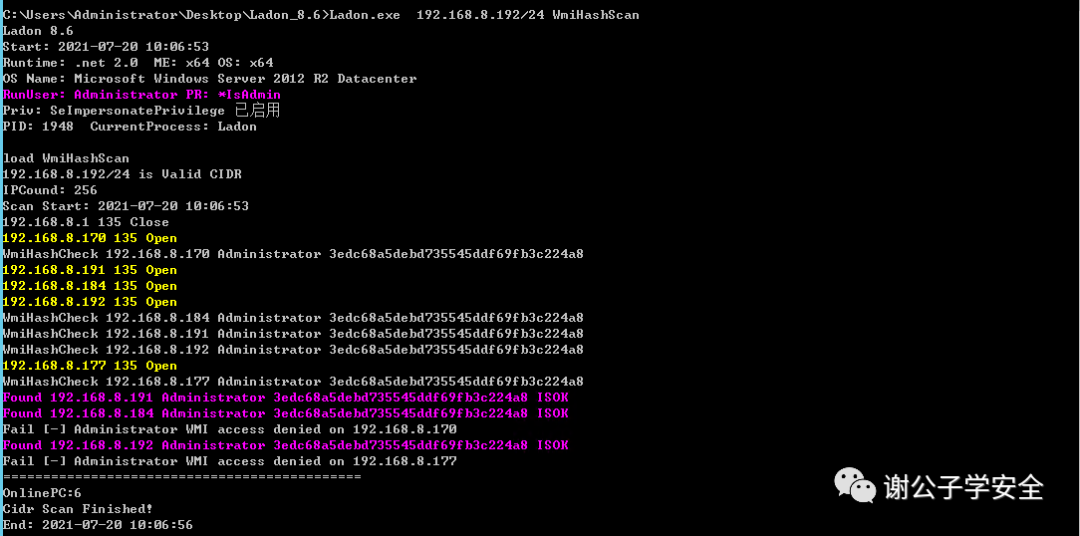 C:\Users\Administrator\Desktop\Ladon_8.6>Ladon.exe  192.168.8.192/24 WmiHashScan
Ladon 8.6
Start: 2021-07-20 10:06:53
Runtime: .net 2.0  ME: x64 OS: x64
OS Name: Microsoft Windows Server 2012 R2 Datacenter
RunUser: Administrator PR: *IsAdmin
Priv: SeImpersonatePrivilege 已启用
PID: 1948  CurrentProcess: Ladon
load WmiHashScan
192.168.8.192/24 is Valid CIDR
IPCound: 256
Scan Start: 2021-07-20 10:06:53
192.168.8.1 135 Close
192.168.8.170 135 Open
WmiHashCheck 192.168.8.170 Administrator 3edc68a5debd735545ddf69fb3c224a8
192.168.8.191 135 Open
192.168.8.184 135 Open
192.168.8.192 135 Open
WmiHashCheck 192.168.8.184 Administrator 3edc68a5debd735545ddf69fb3c224a8
WmiHashCheck 192.168.8.191 Administrator 3edc68a5debd735545ddf69fb3c224a8
WmiHashCheck 192.168.8.192 Administrator 3edc68a5debd735545ddf69fb3c224a8
192.168.8.177 135 Open
WmiHashCheck 192.168.8.177 Administrator 3edc68a5debd735545ddf69fb3c224a8
Found 192.168.8.191 Administrator 3edc68a5debd735545ddf69fb3c224a8 ISOK
Found 192.168.8.184 Administrator 3edc68a5debd735545ddf69fb3c224a8 ISOK
Fail [-] Administrator WMI access denied on 192.168.8.170
Found 192.168.8.192 Administrator 3edc68a5debd735545ddf69fb3c224a8 ISOK
Fail [-] Administrator WMI access denied on 192.168.8.177
=============================================
OnlinePC:6
Cidr Scan Finished!
End: 2021-07-20 10:06:56
谢公子学安全